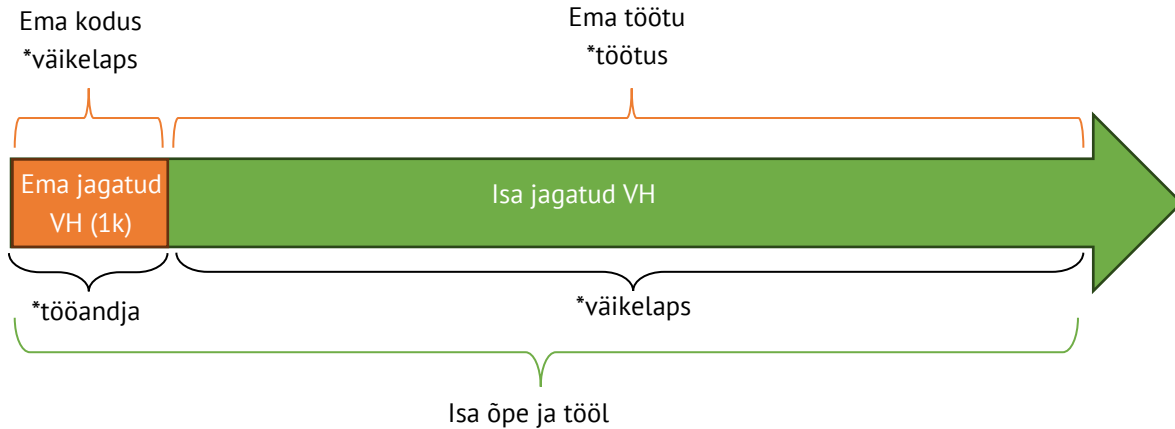 Ema kodus
*väikelaps
Ema töötu
*töötus
Ema jagatud
VH (1k)
Isa jagatud VH
*tööandja
*väikelaps
Isa õpe ja tööl